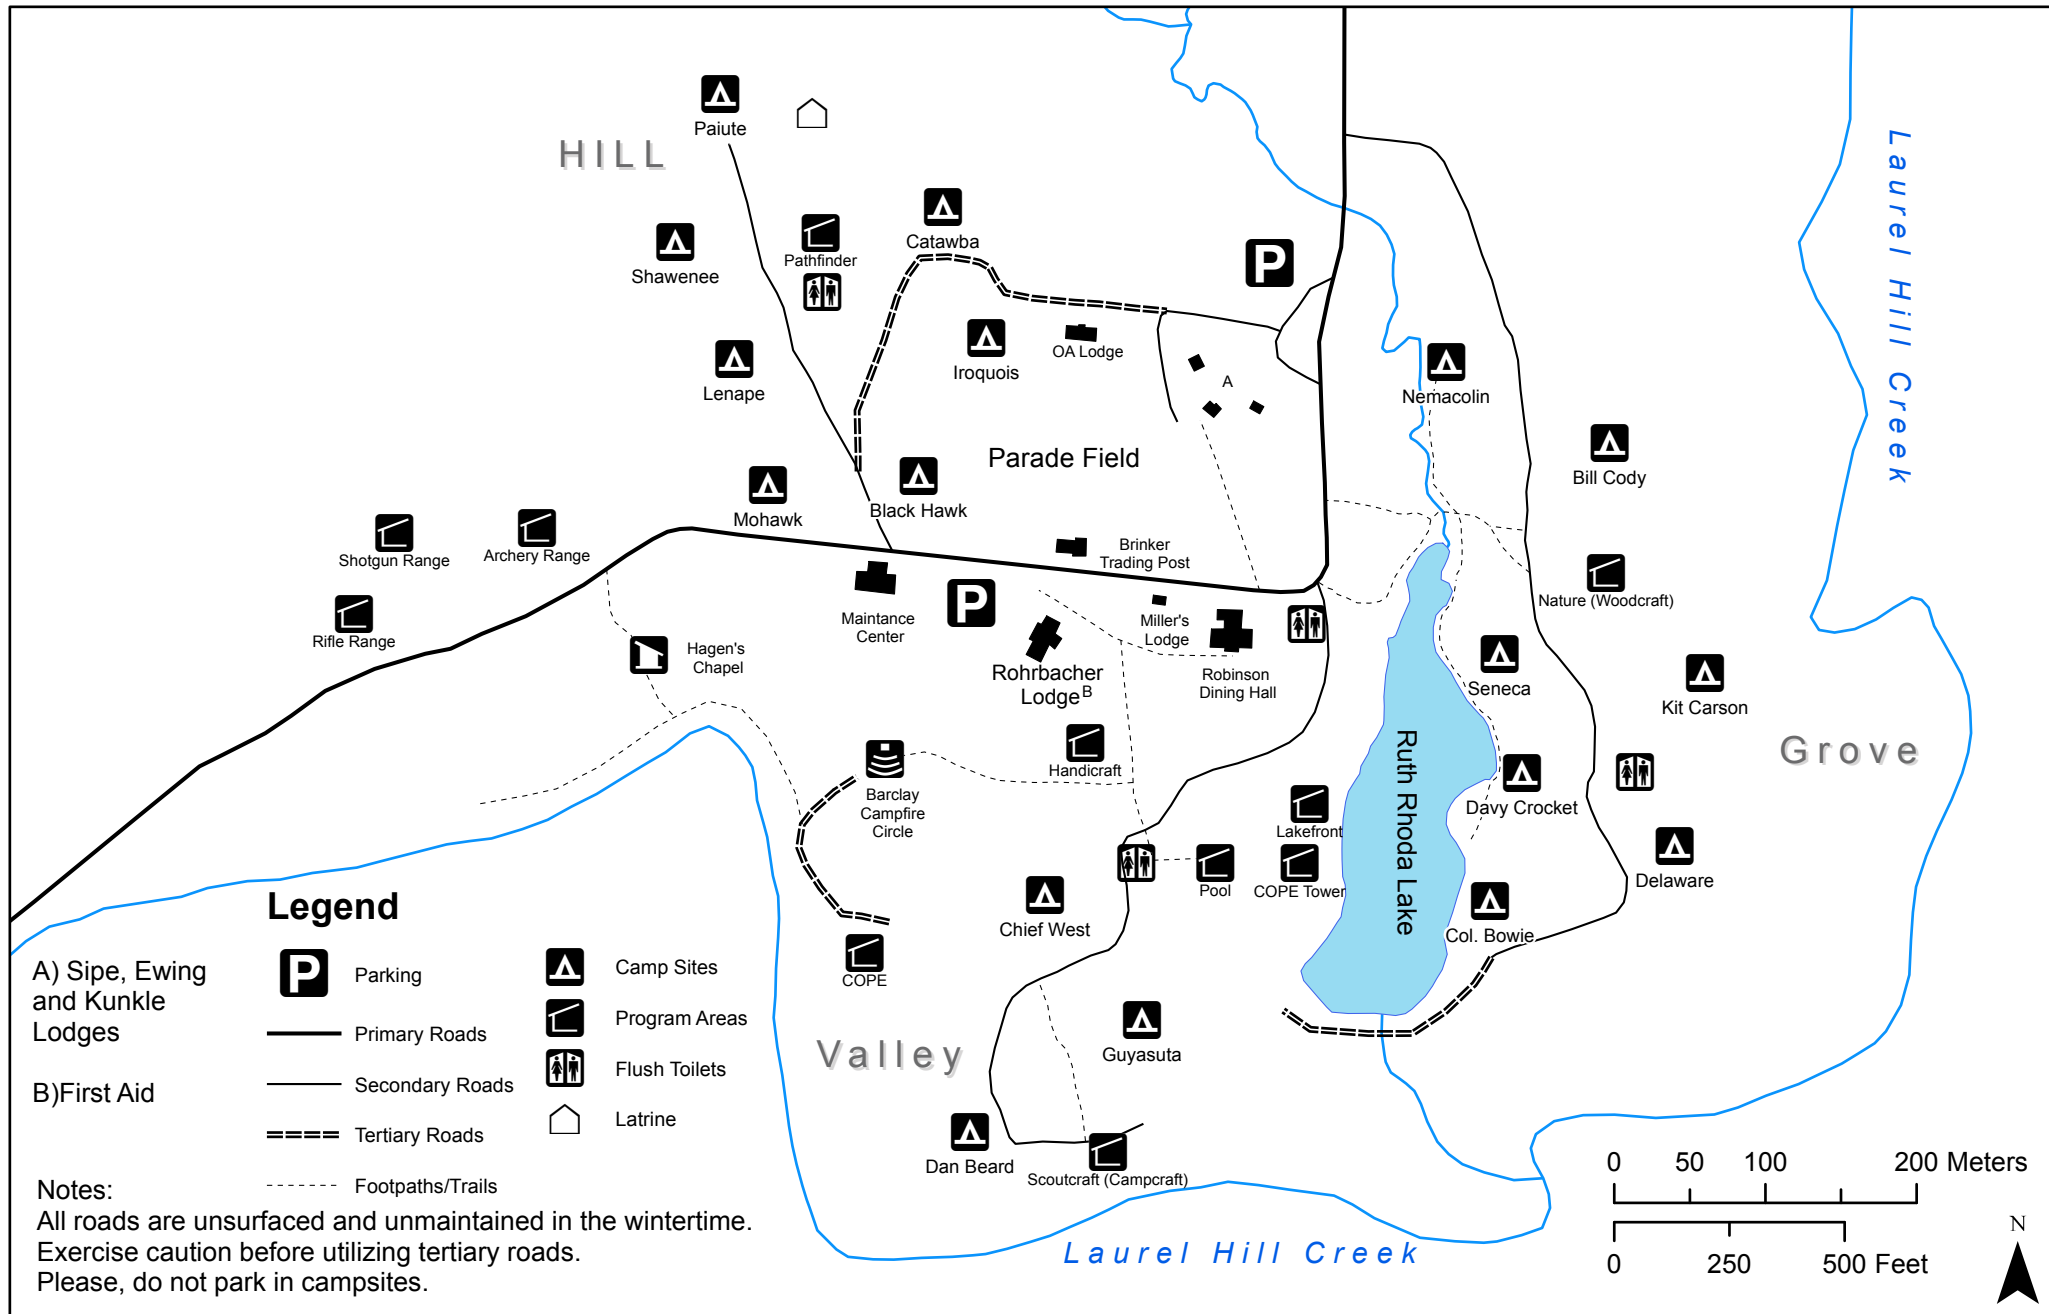 Paiute
HILL
Laurel Hill Creek
Catawba
Pathfinder
Shawenee
P
OA Lodge
Iroquois
A
Lenape
Nemacolin
Parade Field
Bill Cody
Black Hawk
Mohawk
Shotgun Range
Archery Range
Brinker
Trading Post
Nature (Woodcraft)
Rifle Range
Maintance
Center
P
Miller's
Lodge
Hagen's
Chapel
Rohrbacher
Lodge B
Robinson
Dining Hall
Seneca
Kit Carson
Ruth Rhoda Lake
Grove
Handicraft
Barclay
Campfire
Circle
Lakefront
Davy Crocket
Pool
COPE Tower
Delaware
Chief West
Col. Bowie
COPE
Valley
Guyasuta
Dan Beard
Scoutcraft (Campcraft)
Laurel Hill Creek
Legend
A) Sipe, Ewing
and Kunkle
Lodges
B)First Aid
P
Parking
Primary Roads
Secondary Roads
Tertiary Roads
Footpaths/Trails
Camp Sites
Program Areas
Flush Toilets
Latrine
Notes:
All roads are unsurfaced and unmaintained in the wintertime.
Exercise caution before utilizing tertiary roads.
Please, do not park in campsites.
0 50 100 200 Meters
0 250 500 Feet
N